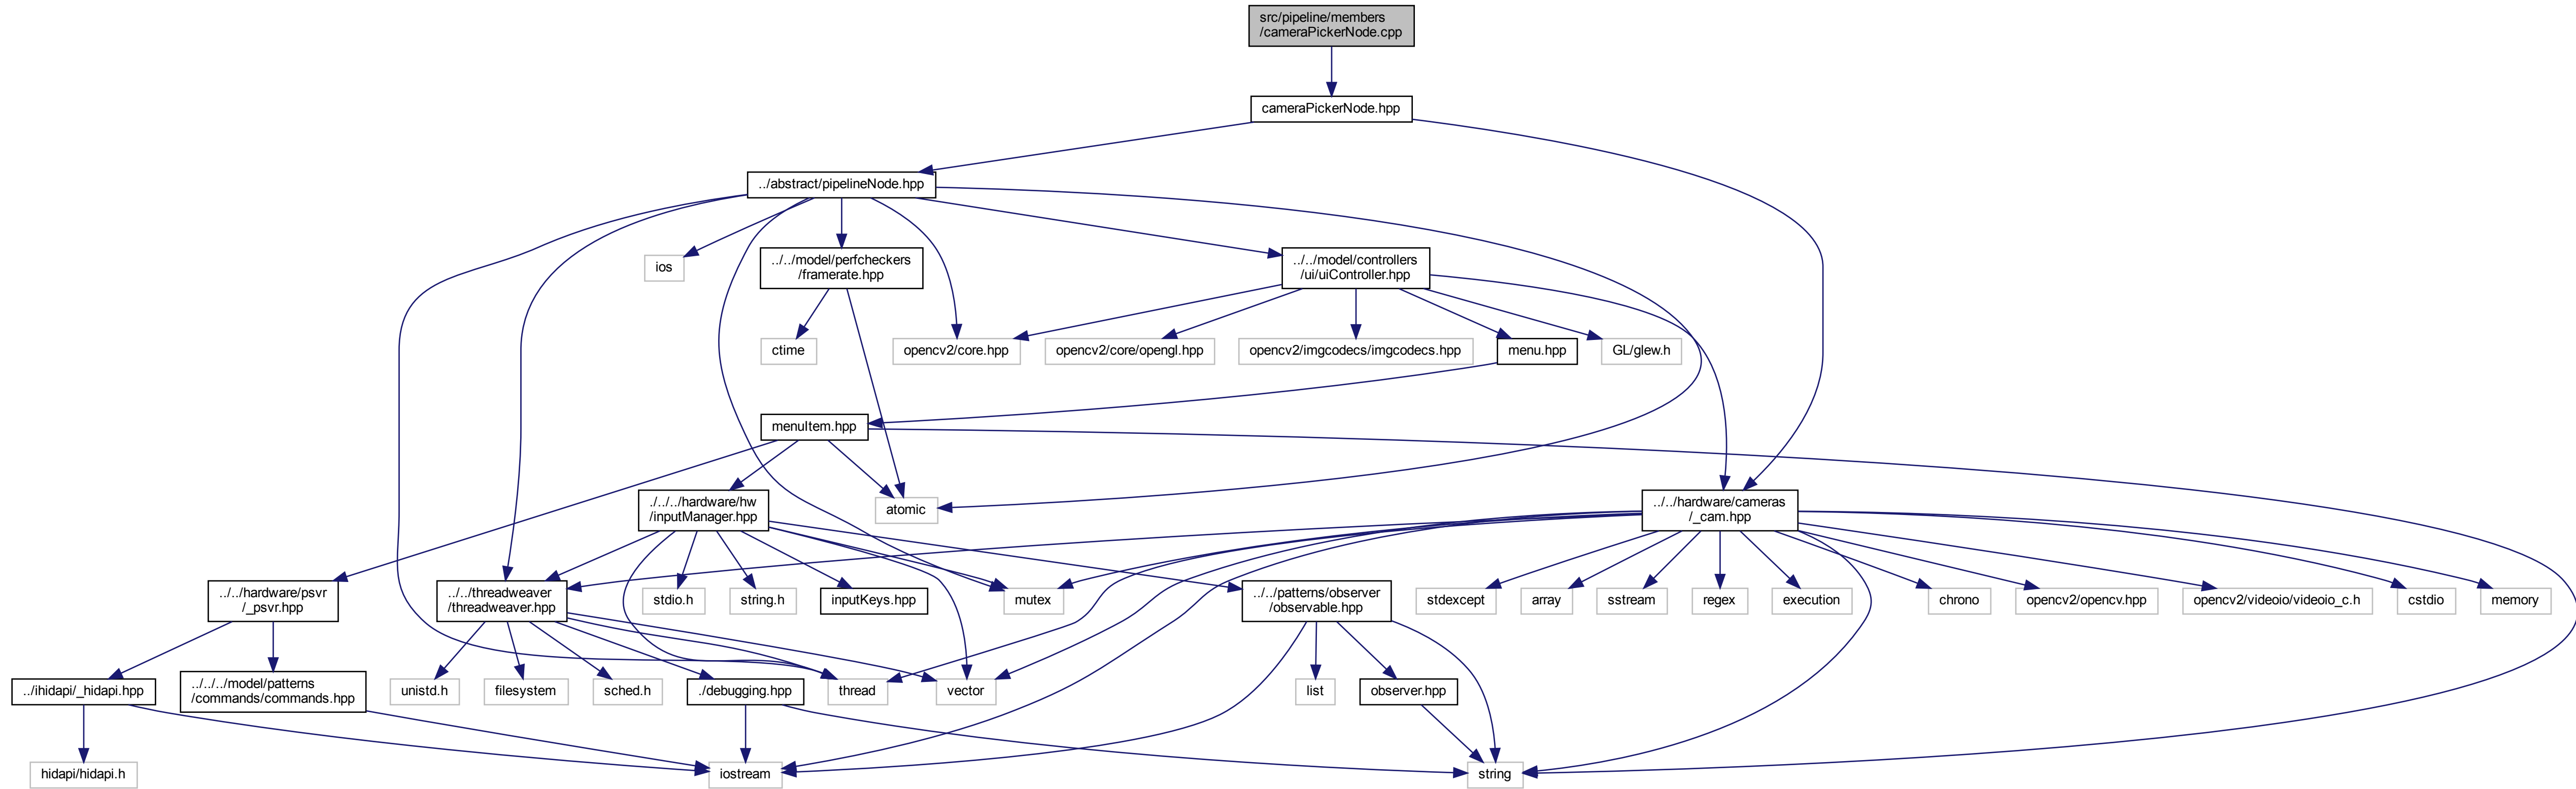 src/pipeline/members
/cameraPickerNode.cpp
cameraPickerNode.hpp
../abstract/pipelineNode.hpp
ios
../../model/perfcheckers
/framerate.hpp
../../model/controllers
/ui/uiController.hpp
ctime
opencv2/core.hpp
opencv2/core/opengl.hpp
opencv2/imgcodecs/imgcodecs.hpp
menu.hpp
GL/glew.h
menuItem.hpp
./../../hardware/hw
/inputManager.hpp
atomic
../../hardware/cameras
/_cam.hpp
../../hardware/psvr
/_psvr.hpp
../../threadweaver
/threadweaver.hpp
stdio.h
string.h
inputKeys.hpp
mutex
../../patterns/observer
/observable.hpp
stdexcept
array
sstream
regex
execution
chrono
opencv2/opencv.hpp
opencv2/videoio/videoio_c.h
cstdio
memory
../ihidapi/_hidapi.hpp
../../../model/patterns
/commands/commands.hpp
unistd.h
filesystem
sched.h
./debugging.hpp
thread
vector
list
observer.hpp
hidapi/hidapi.h
iostream
string